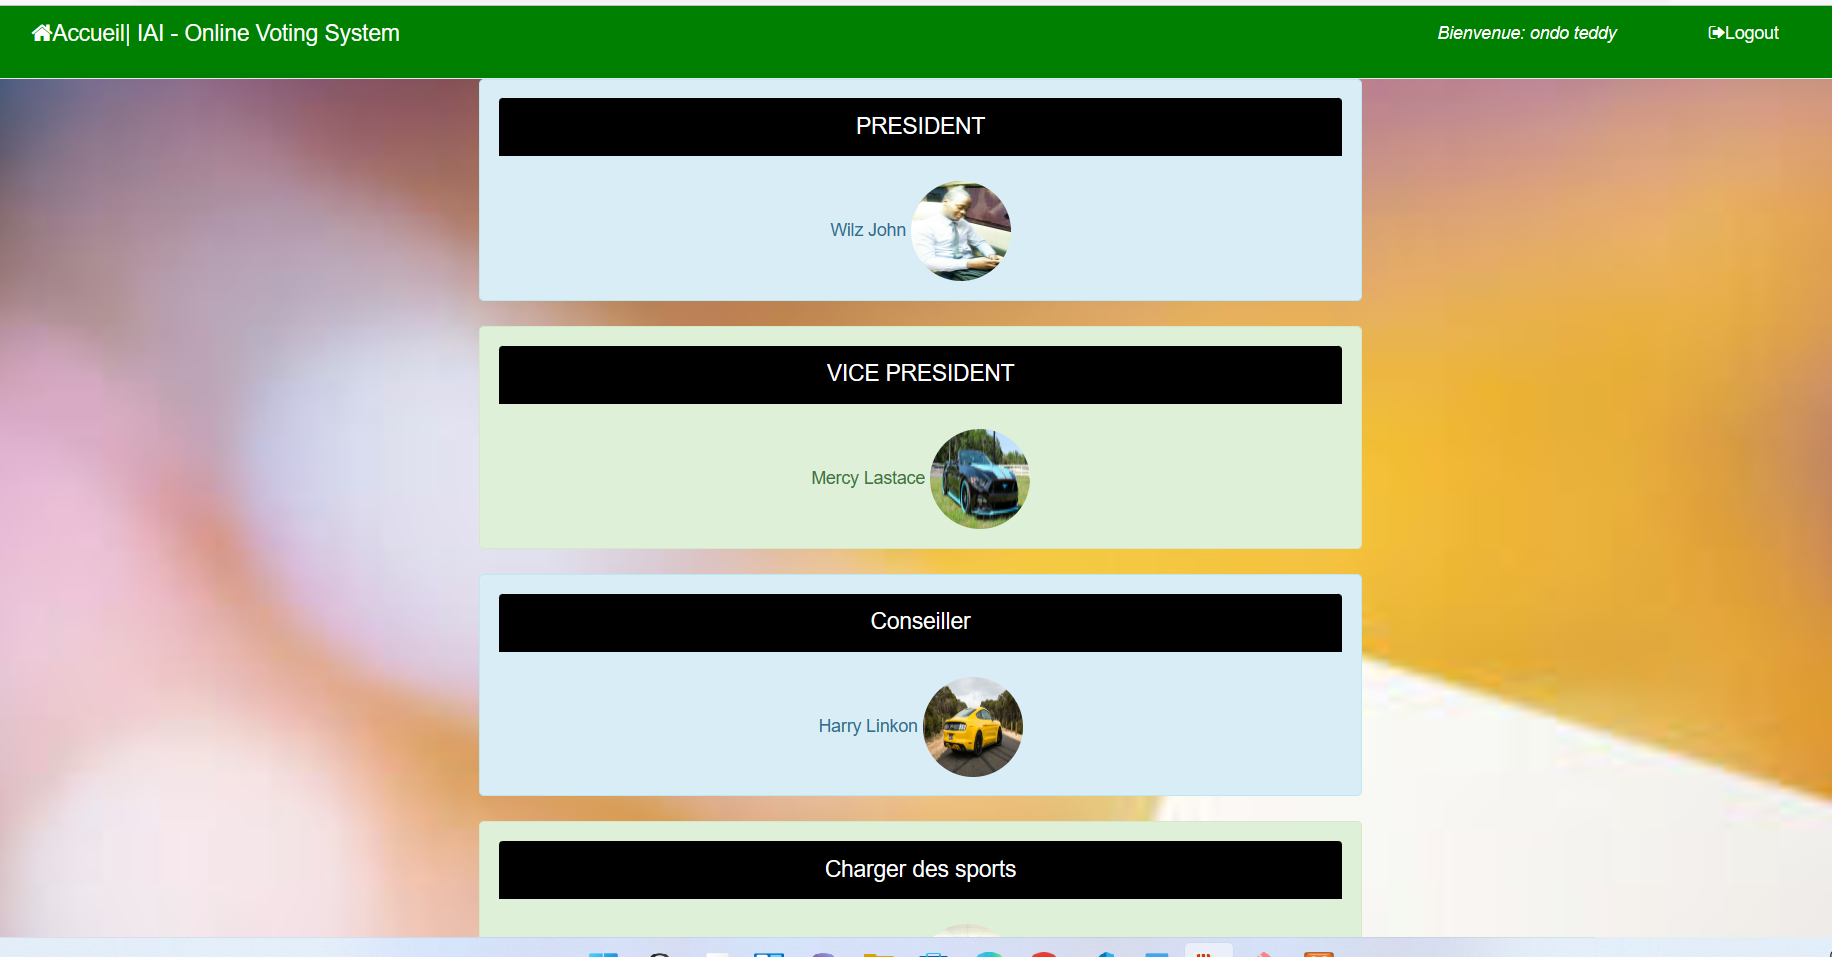 Accueil| IAI - Online Voting System
Bienvenue: ondo teddy
Logout
PRESIDENT
Wilz John
VICE PRESIDENT
Mercy Lastace
Conseiller
Harry Linkon
Charger des sports